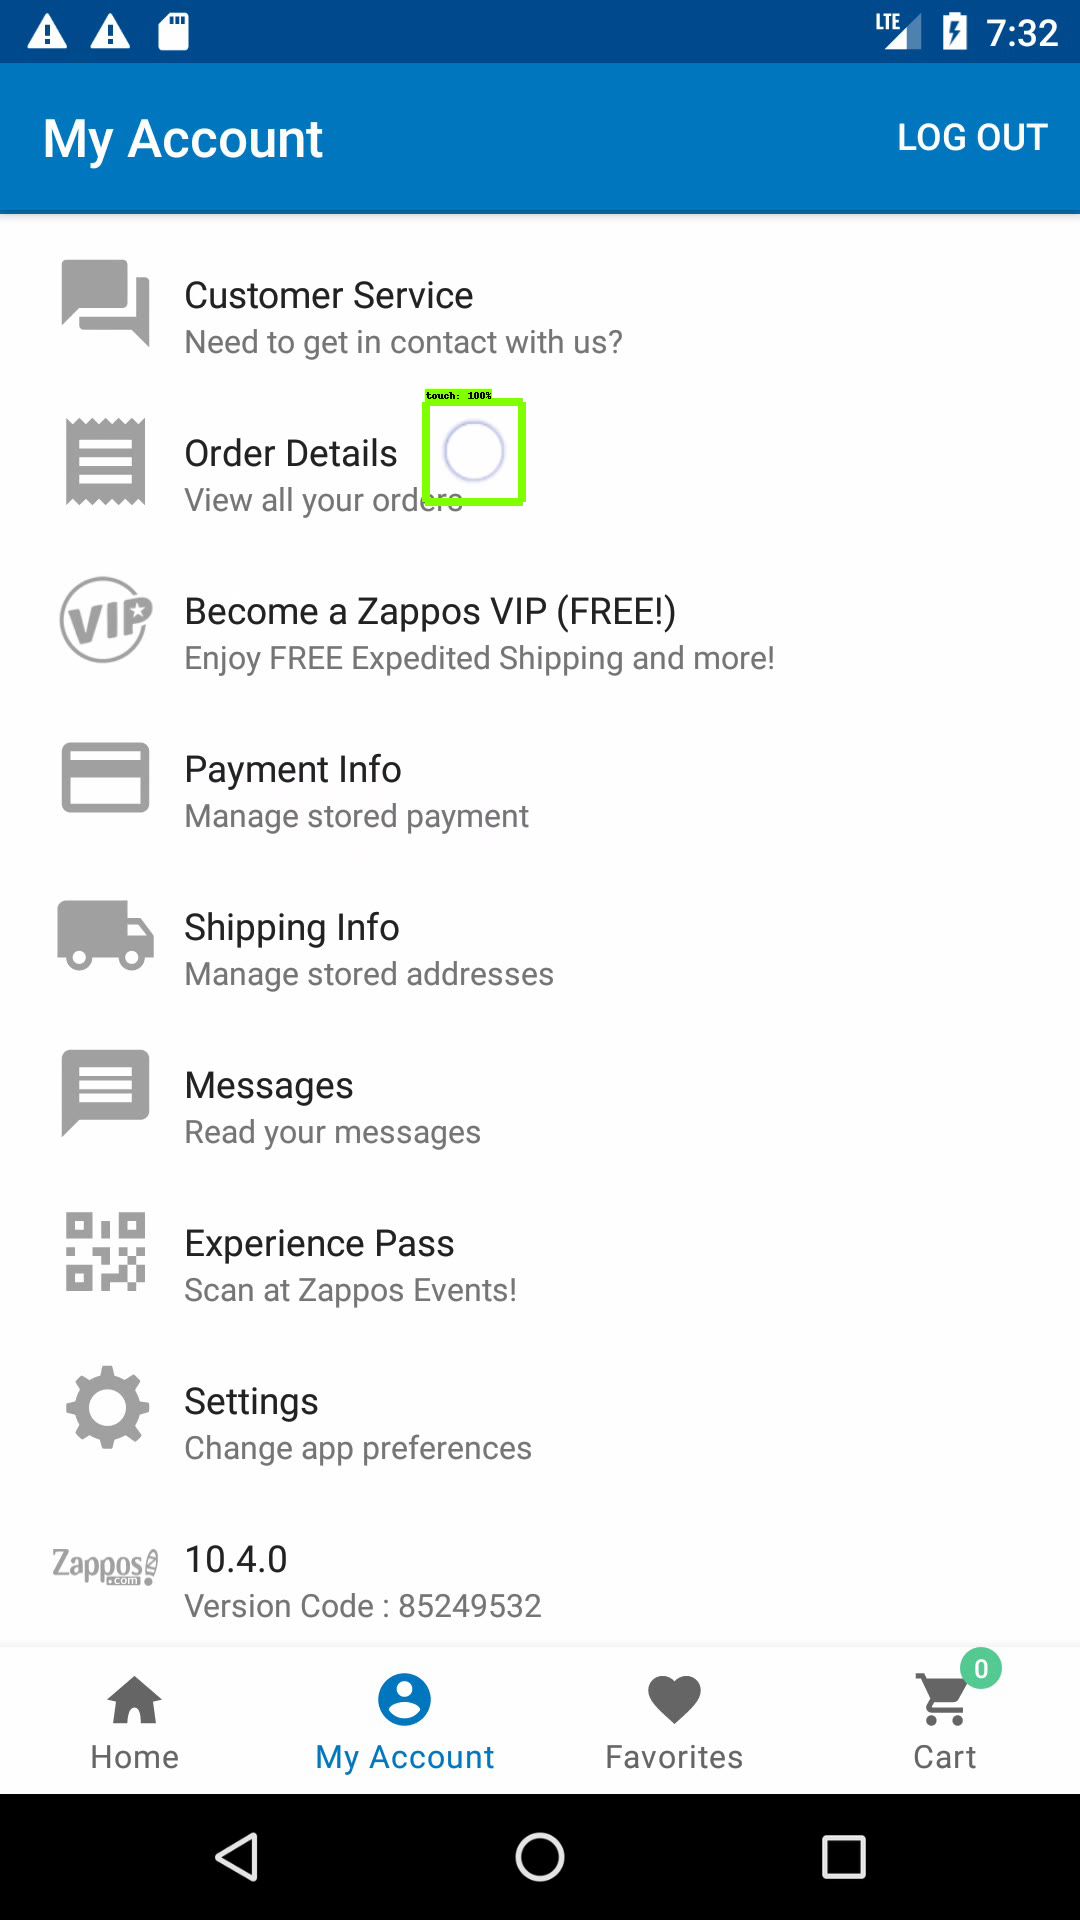 LTE 7:32
My Account LOG OUT
Customer Service
Need to get in contact with us?
touch: 100%
Order Details
View all your orders
VIP
Become a Zappos VIP (FREE!)
Enjoy FREE Expedited Shipping and more!
Payment Info
Manage stored payment
Shipping Info
Manage stored addresses
Messages
Read your messages
Experience Pass
Scan at Zappos Events!
Settings
Change app preferences
Zappos
.com
10.4.0
Version Code : 85249532
0
Home My Account Favorites Cart